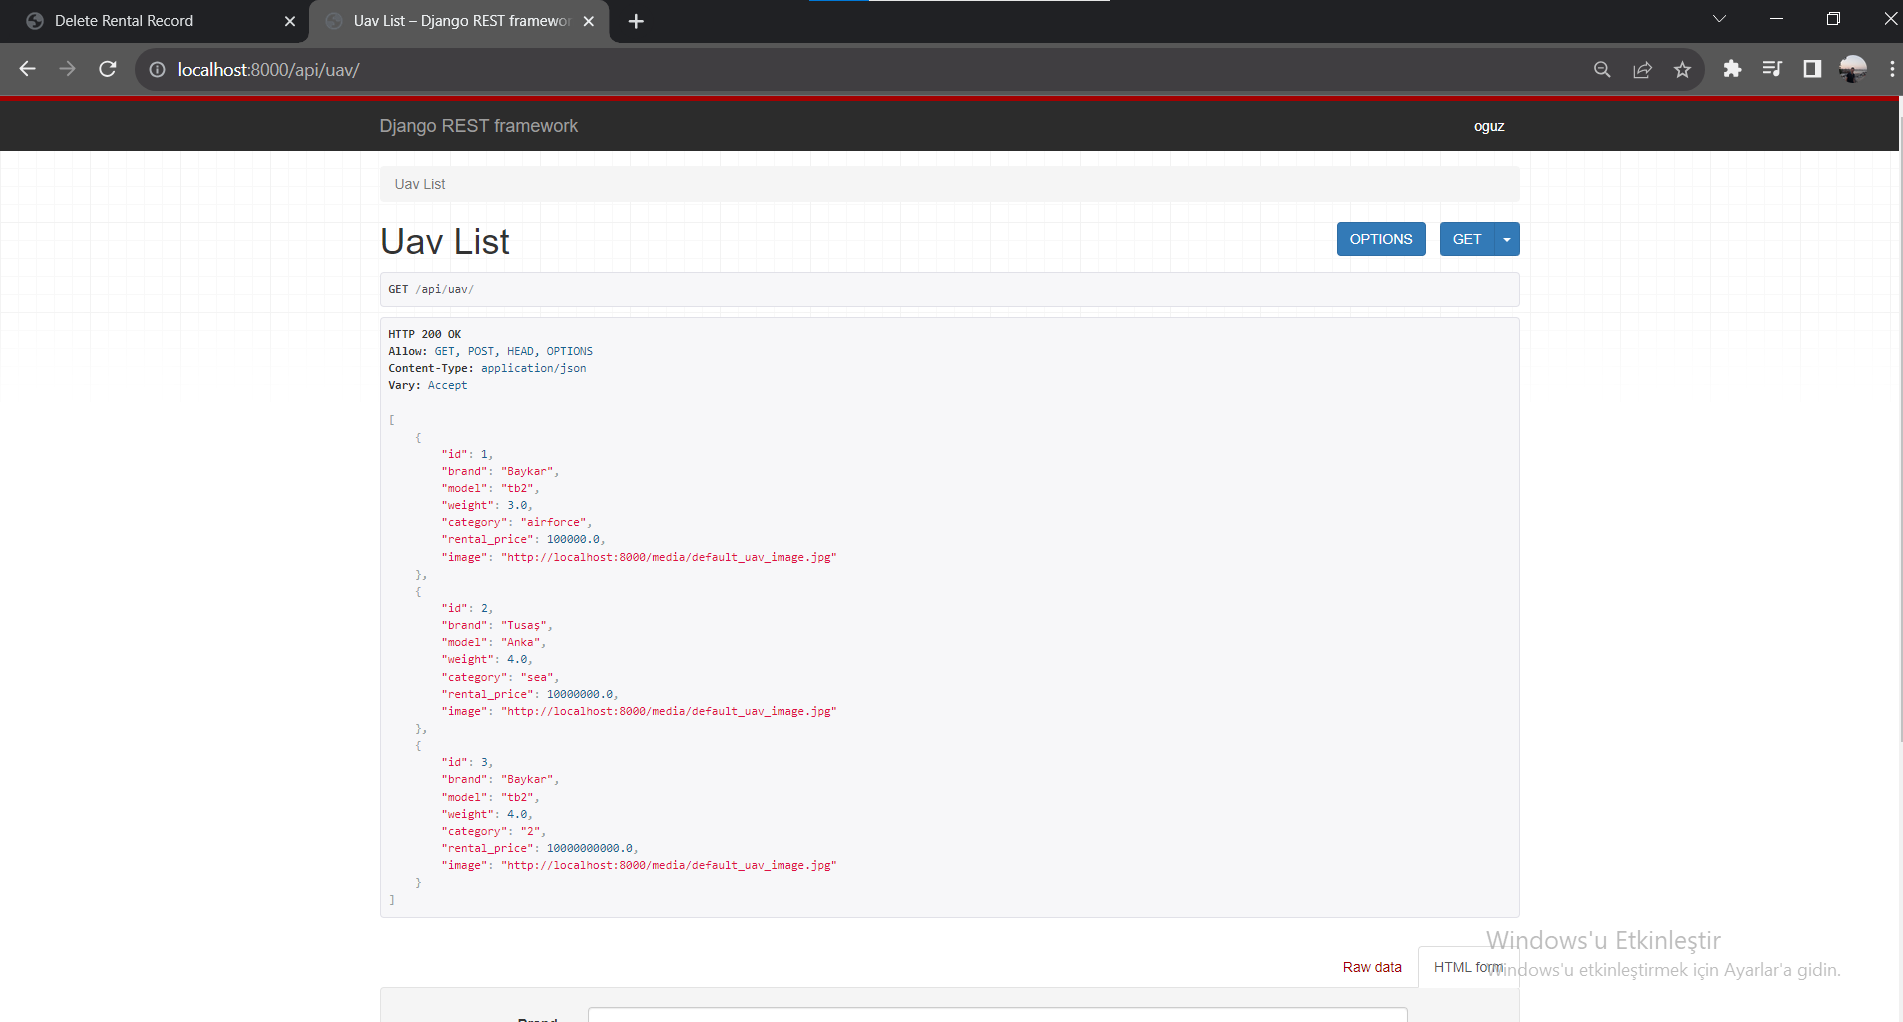 Delete Rental Record
Uav List – Django REST framewor
localhost:8000/api/uav/
Django REST framework
oguz
Uav List
Uav List
OPTIONS
GET
GET /api/uav/
HTTP 200 OK
Allow: GET, POST, HEAD, OPTIONS
Content-Type: application/json
Vary: Accept
[
{
"id": 1,
"brand": "Baykar",
"model": "tb2",
"weight": 3.0,
"category": "airforce",
"rental_price": 100000.0,
"image": "http://localhost:8000/media/default_uav_image.jpg"
},
{
"id": 2,
"brand": "Tusaş",
"model": "Anka",
"weight": 4.0,
"category": "sea",
"rental_price": 10000000.0,
"image": "http://localhost:8000/media/default_uav_image.jpg"
},
{
"id": 3,
"brand": "Baykar",
"model": "tb2",
"weight": 4.0,
"category": "2",
"rental_price": 10000000000.0,
"image": "http://localhost:8000/media/default_uav_image.jpg"
}
]
Windows'u Etkinleştir
Raw data
HTML form
Windows'u etkinleştirmek için Ayarlar'a gidin.
Brand